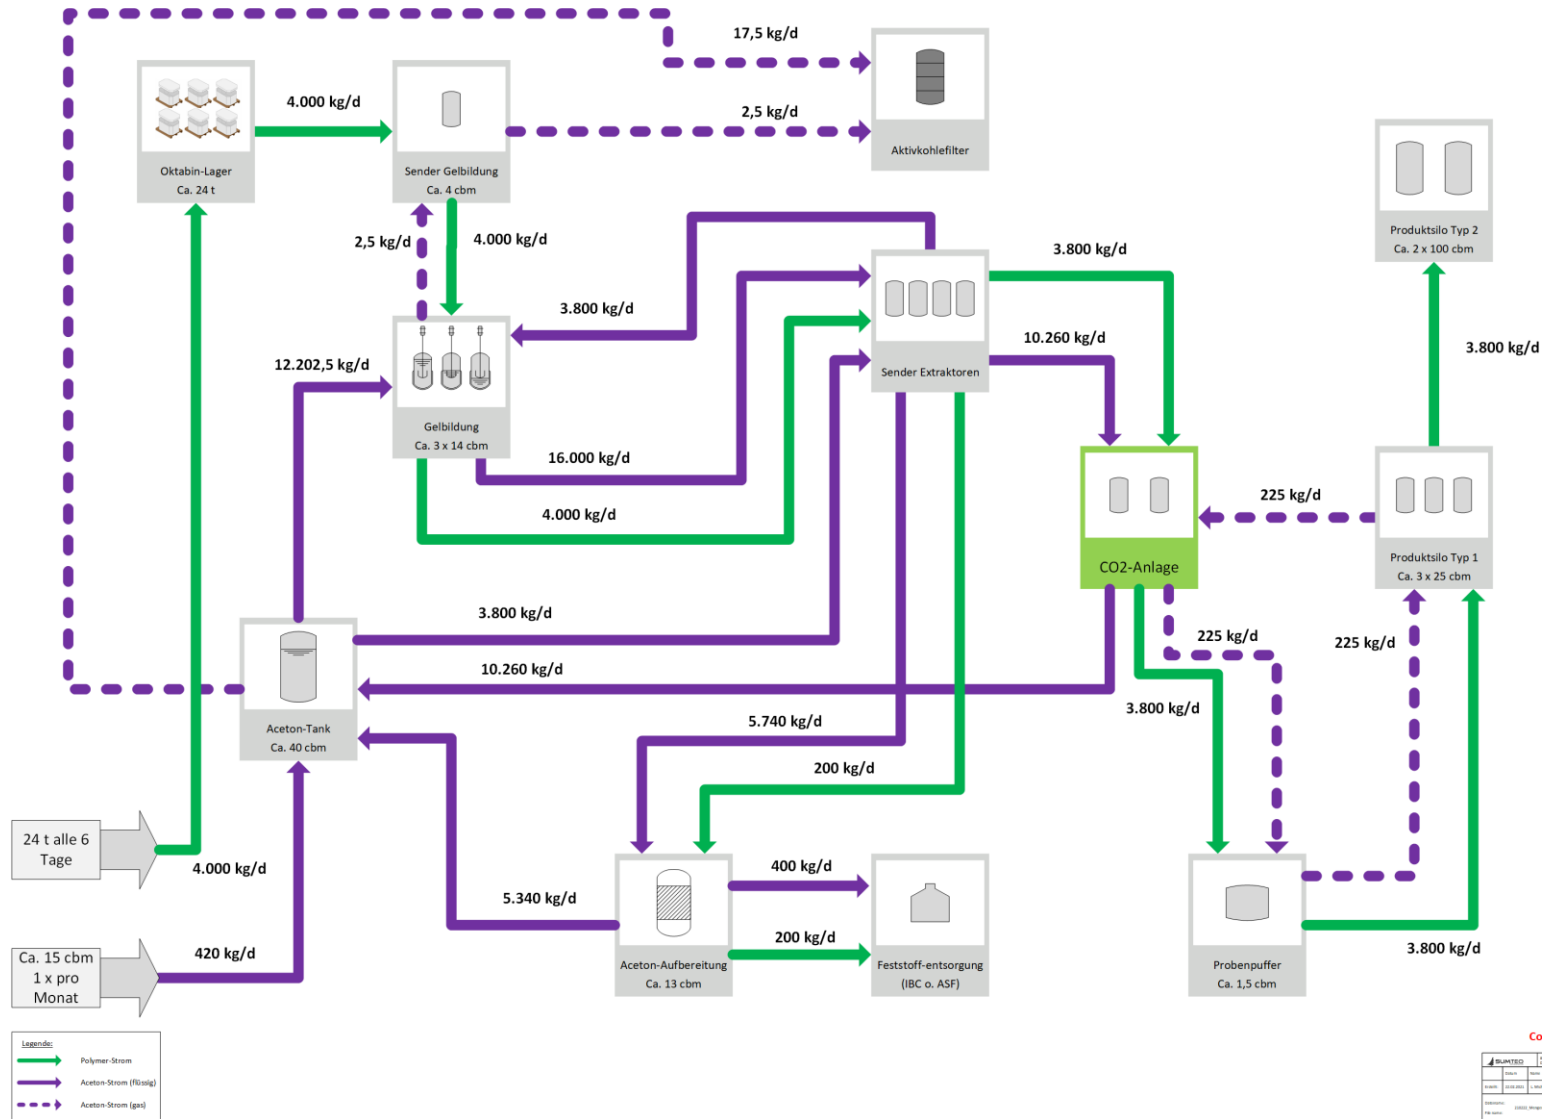 17,5 kg/d
4.000 kg/d
2,5 kg/d
Aktivkohlefilter
Oktabin-Lager
Ca. 24 t
Sender Gelbildung
Ca. 4 cbm
Produktsilo Typ 2
Ca. 2 x 100 cbm
2,5 kg/d
4.000 kg/d
3.800 kg/d
3.800 kg/d
10.260 kg/d
3.800 kg/d
12.202,5 kg/d
Sender Extraktoren
Gelbildung
Ca. 3 x 14 cbm
16.000 kg/d
4.000 kg/d
225 kg/d
CO2-Anlage
Produktsilo Typ 1
Ca. 3 x 25 cbm
3.800 kg/d
225 kg/d
225 kg/d
10.260 kg/d
3.800 kg/d
Aceton-Tank
Ca. 40 cbm
5.740 kg/d
200 kg/d
24 t alle 6
Tage
4.000 kg/d
400 kg/d
5.340 kg/d
200 kg/d
420 kg/d
Ca. 15 cbm
1 x pro
Monat
Aceton-Aufbereitung
Ca. 13 cbm
Feststoff-entsorgung
(IBC o. ASF)
Probenpuffer
Ca. 1,5 cbm
3.800 kg/d
Legende:
Polymer-Strom
Aceton-Strom (flüssig)
Aceton-Strom (gas)
Co
SUMTEQ
Datum
Name